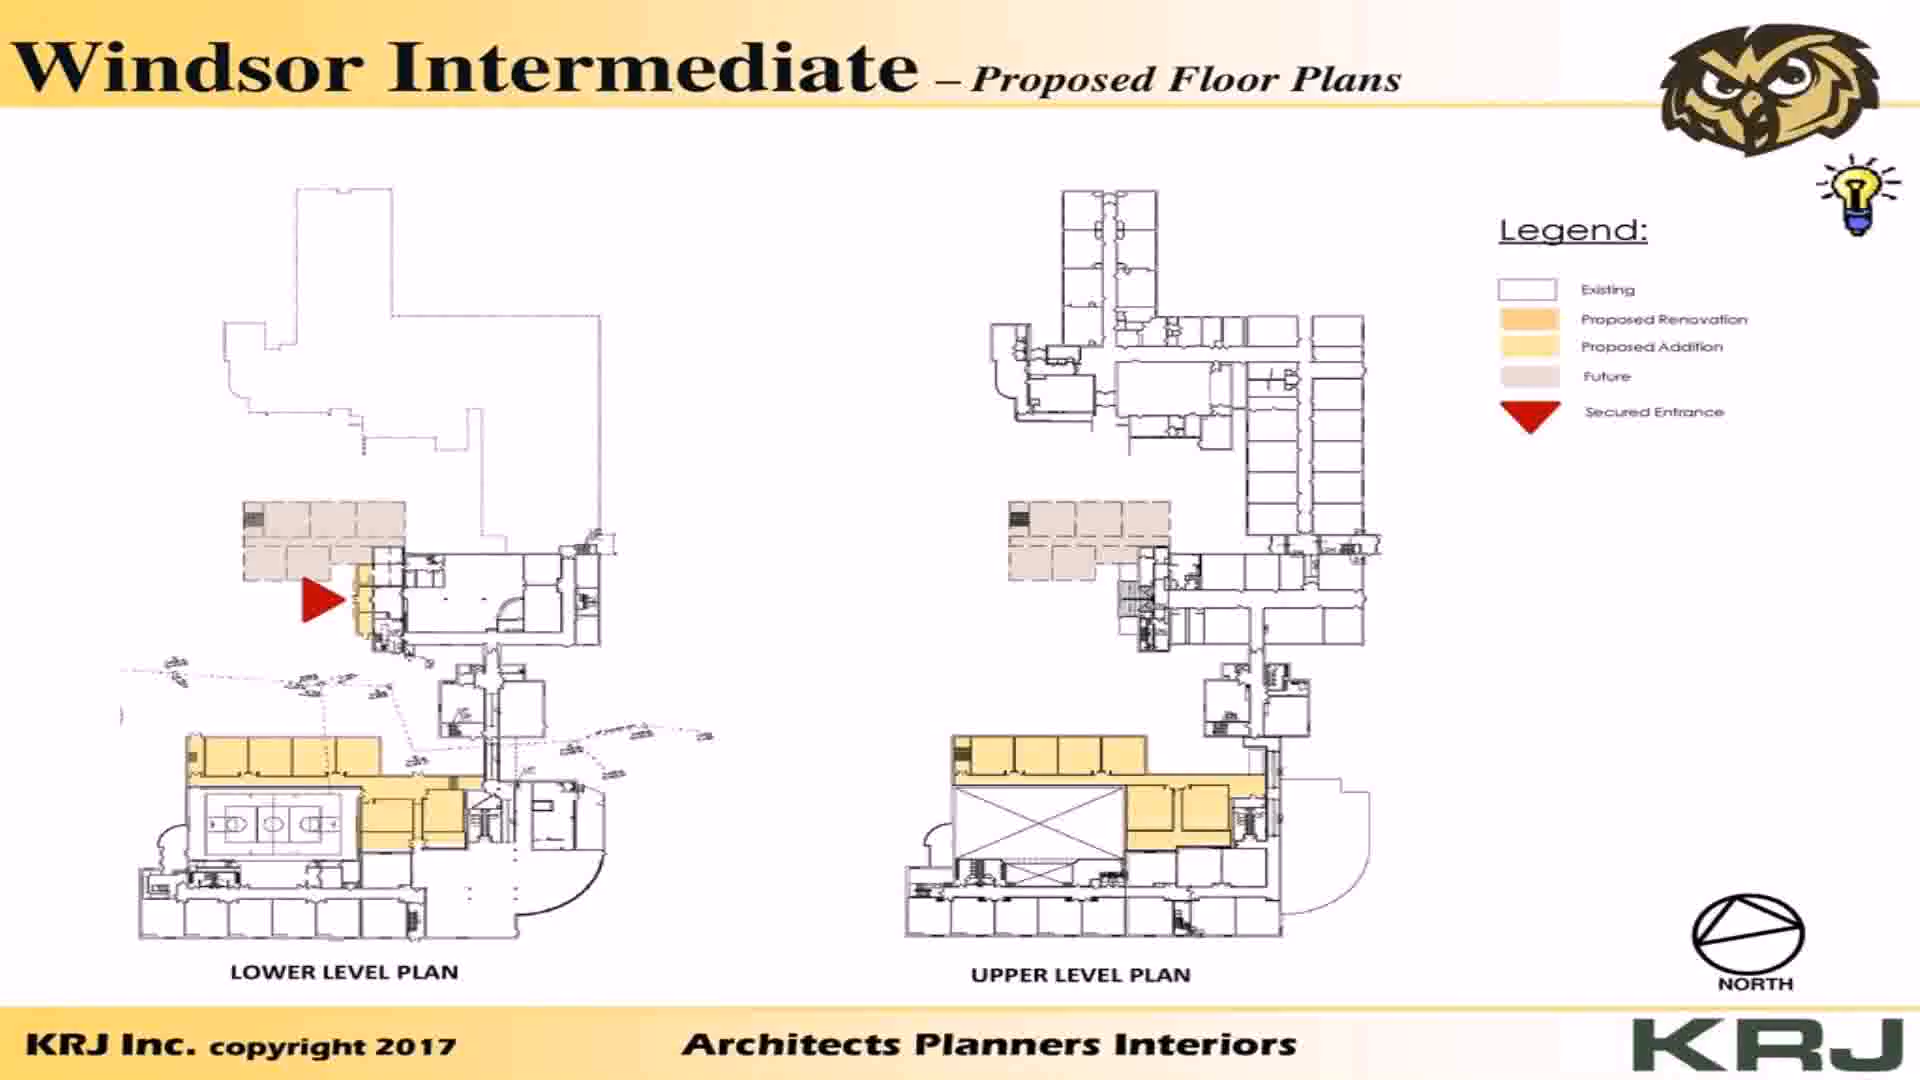 Windsor Intermediate – Proposed Floor Plans
Legend:
Existing
Proposed Renovation
Proposed Addition
Future
Secured Entrance
LOWER LEVEL PLAN
UPPER LEVEL PLAN
NORTH
KRJ Inc. copyright 2017
Architects Planners Interiors
KRJ